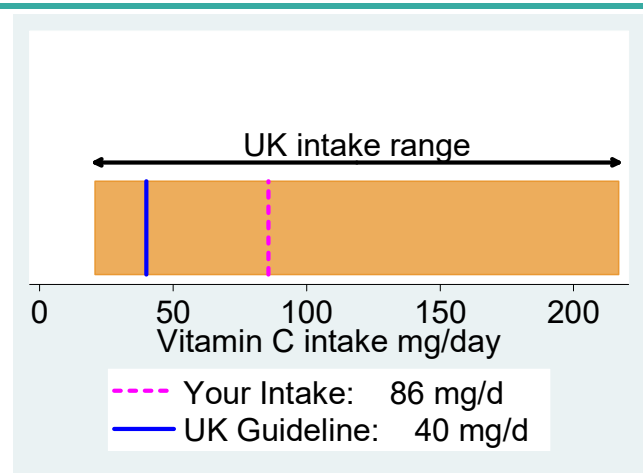 UK intake range
0 50 100 150 200
Vitamin C intake mg/day
Your Intake: 86 mg/d
UK Guideline: 40 mg/d